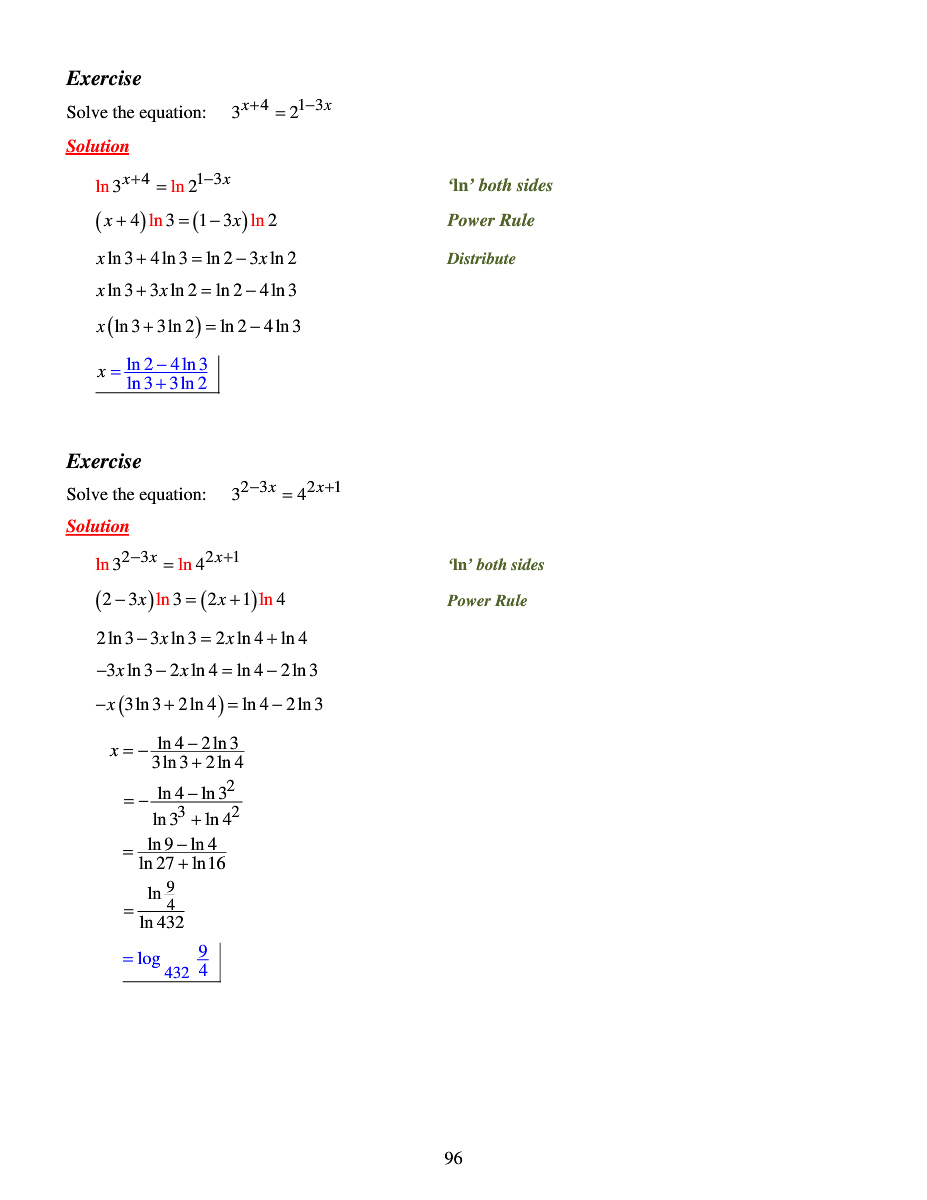 Exercise
Solve the equation: 3^{x+4} = 2^{1−3x}
Solution
ln 3^{x+4} = ln 2^{1−3x} ‘ln’ both sides
(x + 4) ln 3 = (1 − 3x) ln 2 Power Rule
x ln 3 + 4 ln 3 = ln 2 − 3x ln 2 Distribute
x ln 3 + 3x ln 2 = ln 2 − 4 ln 3
x(ln 3 + 3 ln 2) = ln 2 − 4 ln 3
x = \frac{ln 2 − 4 ln 3}{ln 3 + 3 ln 2}
Exercise
Solve the equation: 3^{2−3x} = 4^{2x+1}
Solution
ln 3^{2−3x} = ln 4^{2x+1} ‘ln’ both sides
(2 − 3x) ln 3 = (2x + 1) ln 4 Power Rule
2 ln 3 − 3x ln 3 = 2x ln 4 + ln 4
−3x ln 3 − 2x ln 4 = ln 4 − 2 ln 3
−x(3 ln 3 + 2 ln 4) = ln 4 − 2 ln 3
x = −\frac{ln 4 − 2 ln 3}{3 ln 3 + 2 ln 4}
= −\frac{ln 4 − ln 3^2}{ln 3^3 + ln 4^2}
= \frac{ln 9 − ln 4}{ln 27 + ln 16}
= \frac{ln \frac{9}{4}}{ln 432}
= log_{432} \frac{9}{4}
96